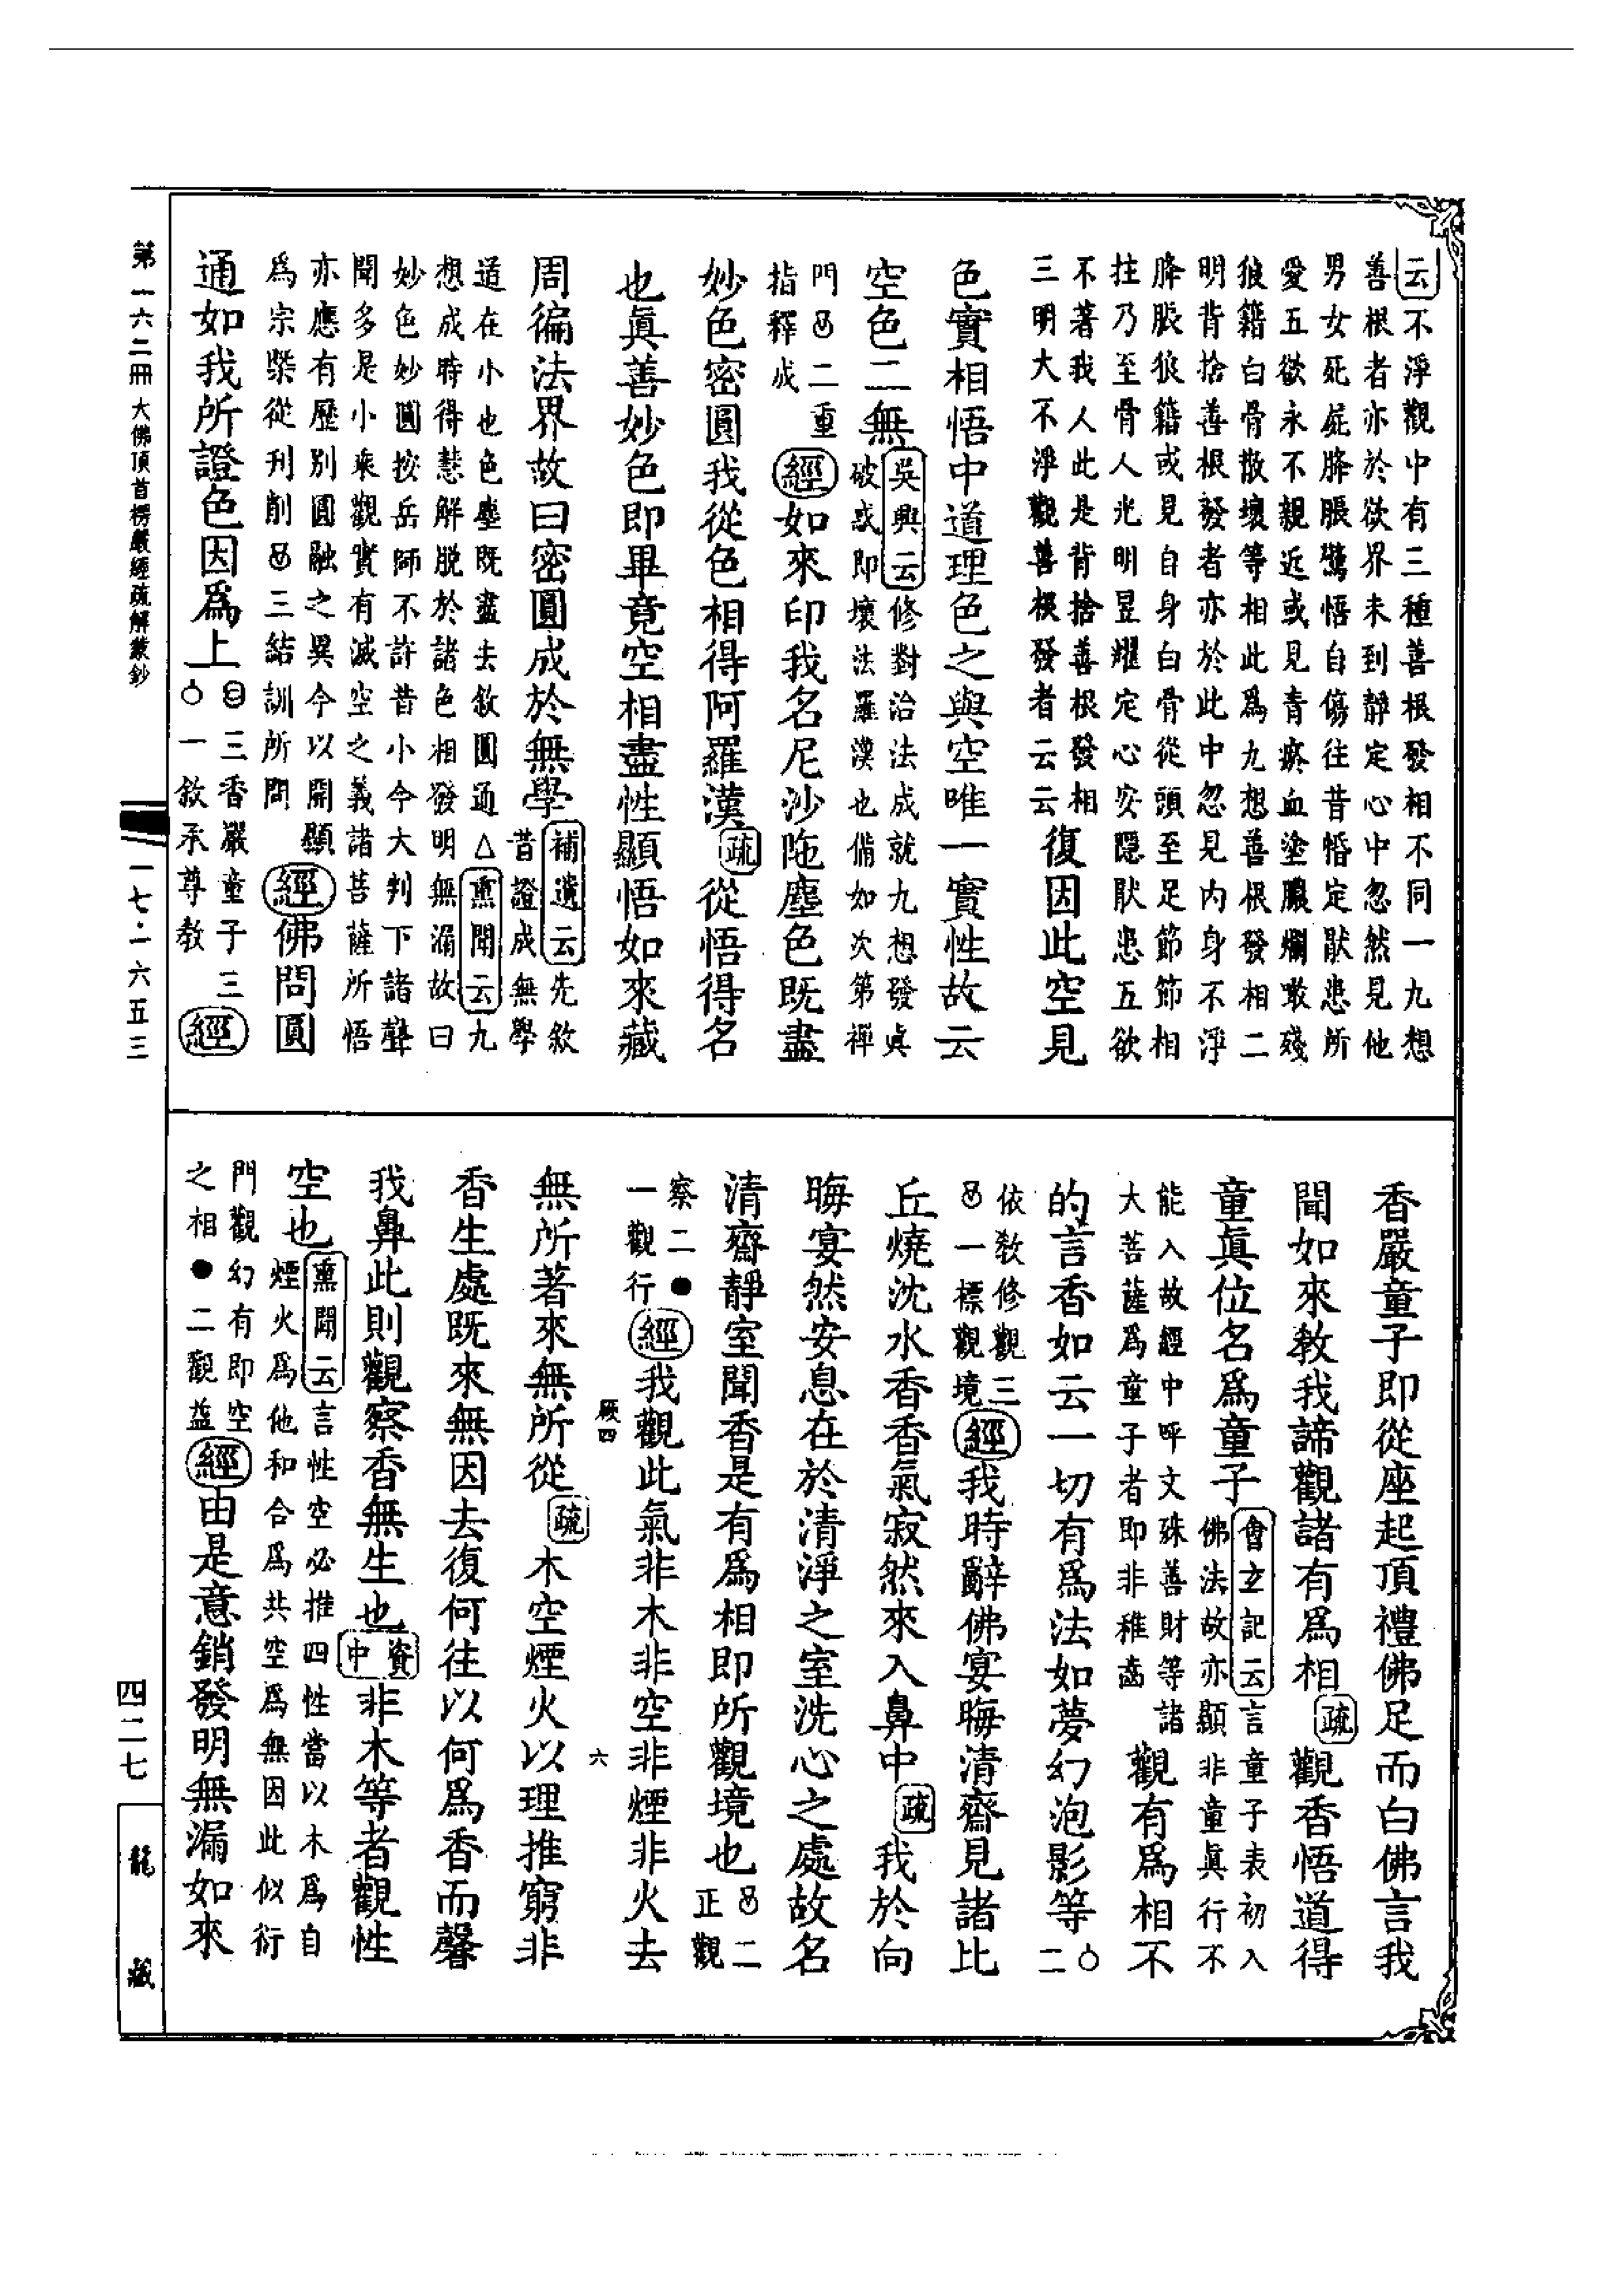 云不淨觀中有三種善根發相不同一九想
善根者亦於欲界未到靜定心中忽然見他
男女死屍膖脹驚悟自傷往昔惛定猒患所
愛五欲永不親近或見青瘀血塗膿爛噉殘
狼籍白骨散壞等相此為九想善根發相二
明背捨善根發者亦於此中忽見內身不淨
膖脹狼籍或見自身白骨從頭至足節節相
拄乃至骨人光明昱耀定心安隱猒患五欲
不著我人此是背捨善根發相
三明大不淨觀善根發者云云復因此空見
色實相悟中道理色之與空唯一實性故云
空色二無吳興云修對治法成就九想發真
破惑即壞法羅漢也備如次第禪
門二重
指釋成經如來印我名尼沙陁塵色既盡
妙色密圓我從色相得阿羅漢疏從悟得名
也眞善妙色即畢竟空相盡性顯悟如來藏
周徧法界故曰密圓成於無學補遺云先敘
昔證成無學
道在小也色塵既盡去敘圓通△熏聞云九
想成時得慧解脫於諸色相發明無漏故曰
妙色妙圓按岳師不許昔小今大判下諸聲
聞多是小乘觀實有滅空之義諸菩薩所悟
亦應有歷別圓融之異今以開顯
為宗槩從刋削三結訓所問經佛問圓
通如我所證色因為上㊂三香嚴童子三
○一敘承尊教經
香嚴童子即從座起頂禮佛足而白佛言我
聞如來教我諦觀諸有為相疏觀香悟道得
童眞位名為童子會玄記云言童子表初入
佛法故亦顯非童眞行不
能入故經中呼文殊善財等諸
大菩薩為童子者即非稚齒觀有為相不
的言香如云一切有為法如夢幻泡影等○
二
依教修觀三
一標觀境經我時辭佛宴晦清齋見諸比
丘燒沈水香香氣寂然來入鼻中疏我於向
晦宴然安息在於清淨之室洗心之處故名
清齋靜室聞香是有為相即所觀境也二
正觀
察二●
一觀行經我觀此氣非木非空非煙非火去
無所著來無所從疏木空煙火以理推窮非
香生處既來無因去復何往以何為香而馨
我鼻此則觀察香無生也資中非木等者觀性
空也熏聞云言性空必推四性當以木為自
煙火為他和合為共空為無因此似衍
門觀幻有即空
之相●二觀益經由是意銷發明無漏如來
第一六二冊 大佛頂首楞嚴經疏解蒙鈔
一七·一六五三
四二七
龍藏
六